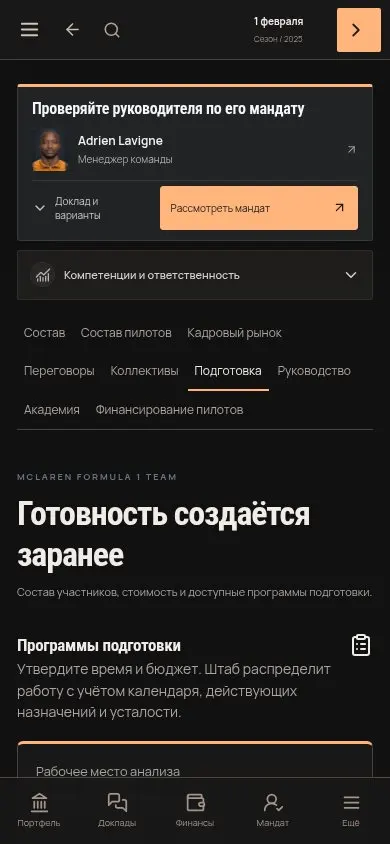 1 февраля
Сезон / 2025
Проверяйте руководителя по его мандату
Adrien Lavigne
Менеджер команды
Доклад и
варианты
Рассмотреть мандат
Компетенции и ответственность
Состав Состав пилотов Кадровый рынок
Переговоры Коллективы Подготовка Руководство
Академия Финансирование пилотов
MCLAREN FORMULA 1 TEAM
Готовность создаётся
заранее
Состав участников, стоимость и доступные программы подготовки.
Программы подготовки
Утвердите время и бюджет. Штаб распределит
работу с учётом календаря, действующих
назначений и усталости.
Рабочее место анализа
Портфель Доклады Финансы Мандат Ещё